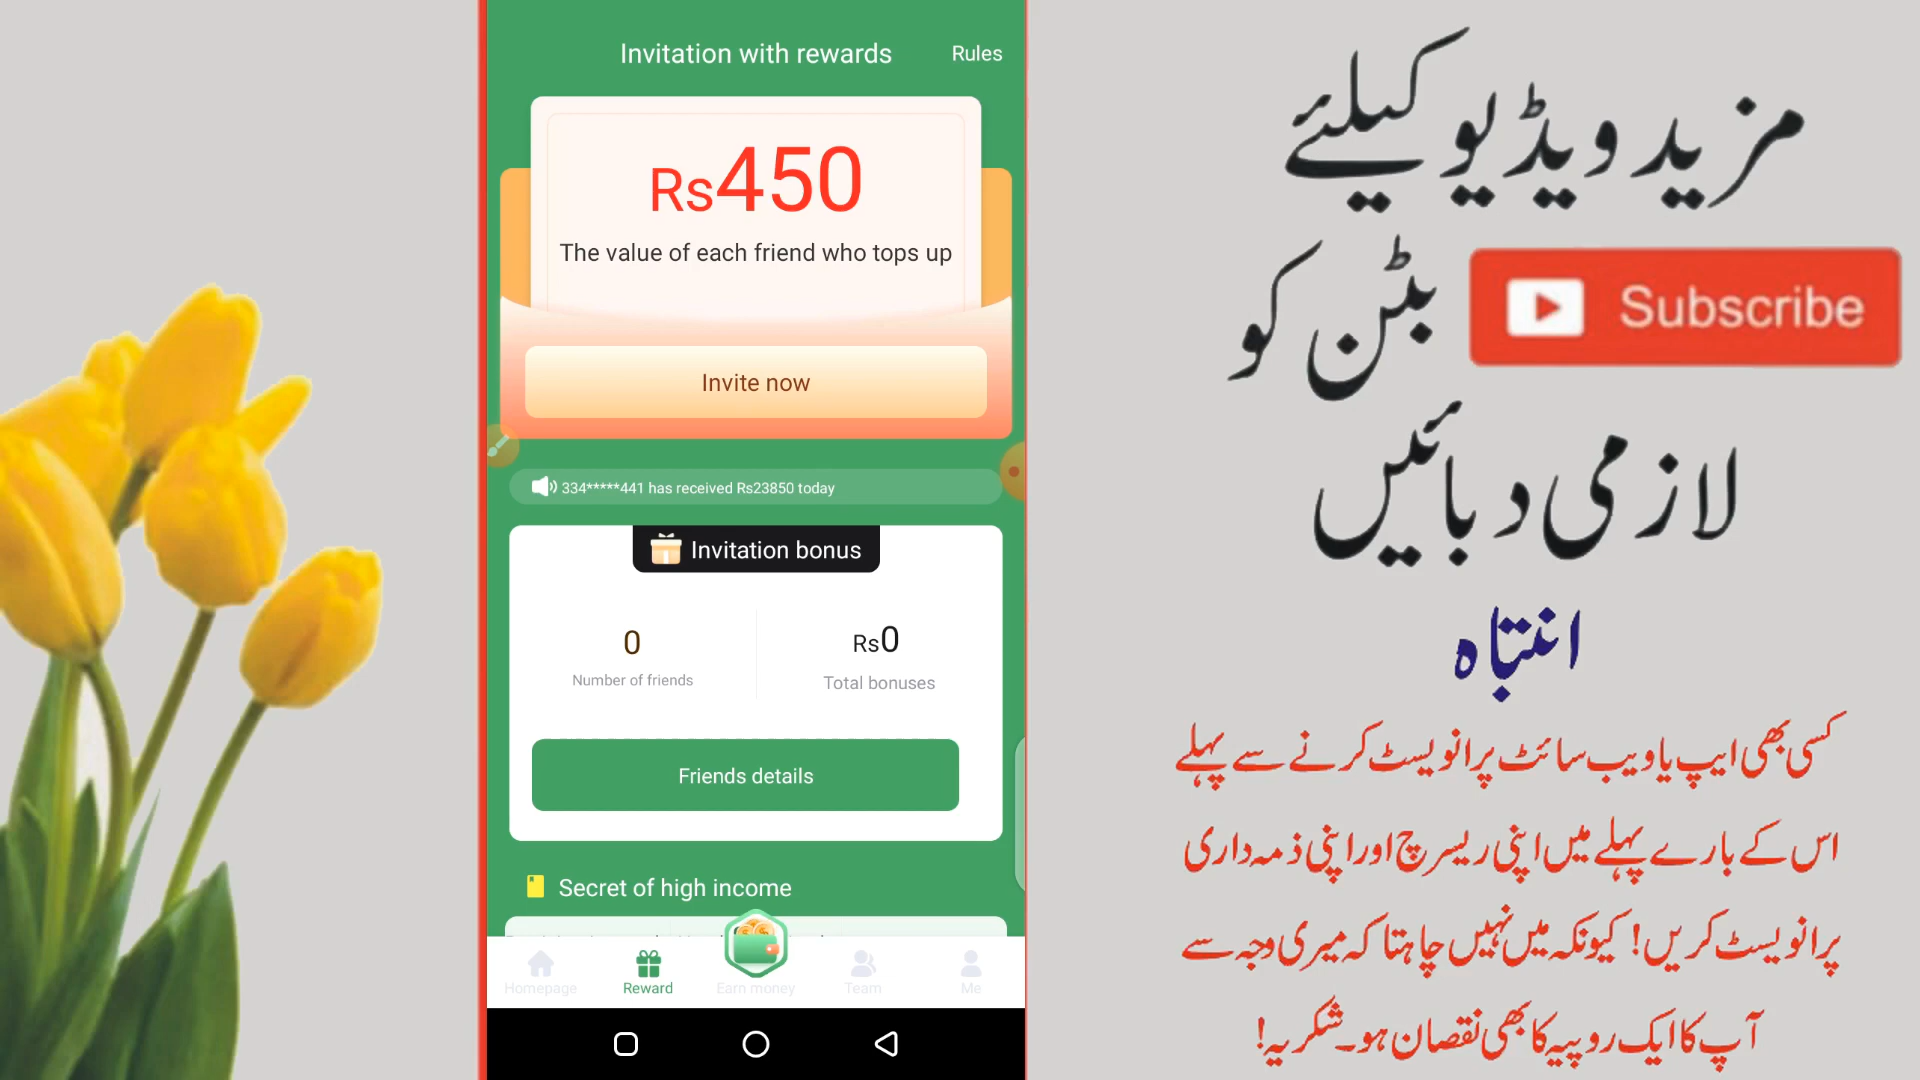 Invitation with rewards
Rules
Rs450
The value of each friend who tops up
Invite now
334*****441 has received Rs23850 today
Invitation bonus
0
Number of friends
Rs0
Total bonuses
Friends details
Secret of high income
Homepage
Reward
Earn money
Team
Me
مزید ویڈیو کیلئے
بٹن کو
Subscribe
لازمی دبائیں
انتباہ
کسی بھی ایپ یا ویب سائٹ پر انویسٹ کرنے سے پہلے
اس کے بارے پہلے میں اپنی ریسرچ اور اپنی ذمہ داری
پر انویسٹ کریں! کیونکہ میں نہیں چاہتا کہ میری وجہ سے
آپ کا ایک روپیہ کا بھی نقصان ہو۔ شکریہ!